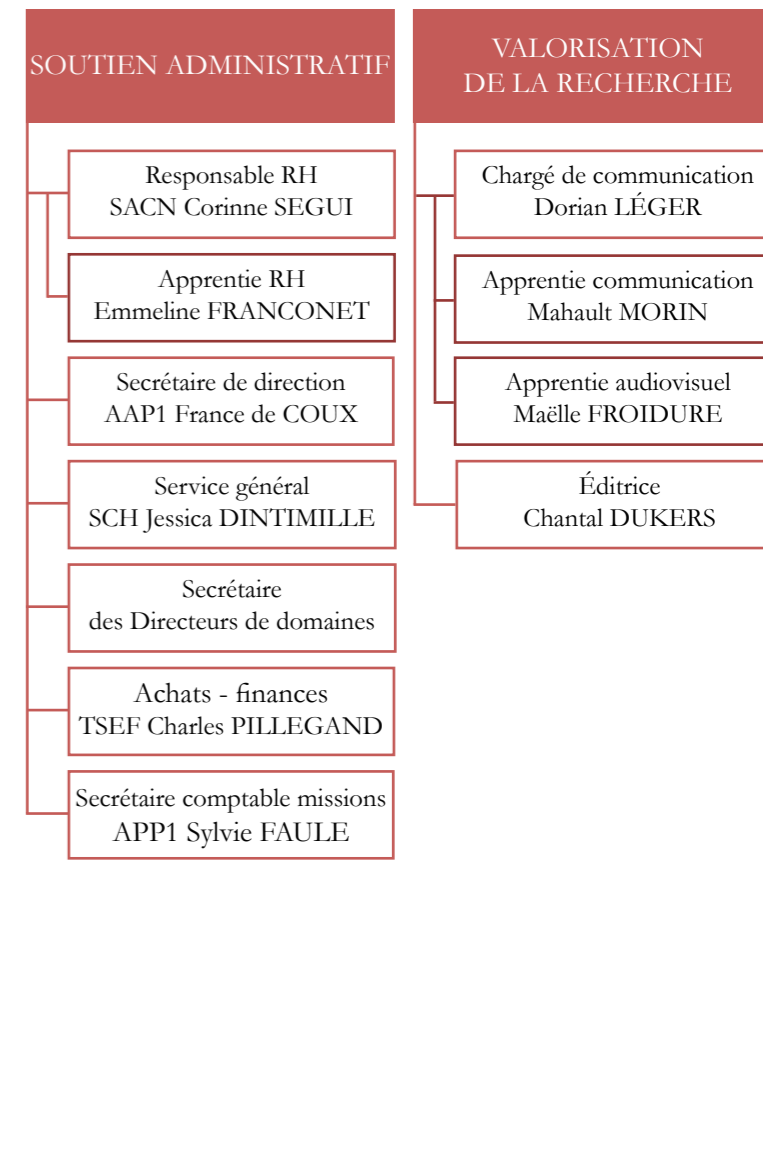 SOUTIEN ADMINISTRATIF
Responsable RH
SACN Corinne SEGUI
Apprentie RH
Emmeline FRANCONET
Secrétaire de direction
AAP1 France de COUX
Service général
SCH Jessica DINTIMILLE
Secrétaire
des Directeurs de domaines
Achats - finances
TSEF Charles PILLEGAND
Secrétaire comptable missions
APP1 Sylvie FAULE
VALORISATION
DE LA RECHERCHE
Chargé de communication
Dorian LÉGER
Apprentie communication
Mahault MORIN
Apprentie audiovisuel
Maëlle FROIDURE
Éditrice
Chantal DUKERS